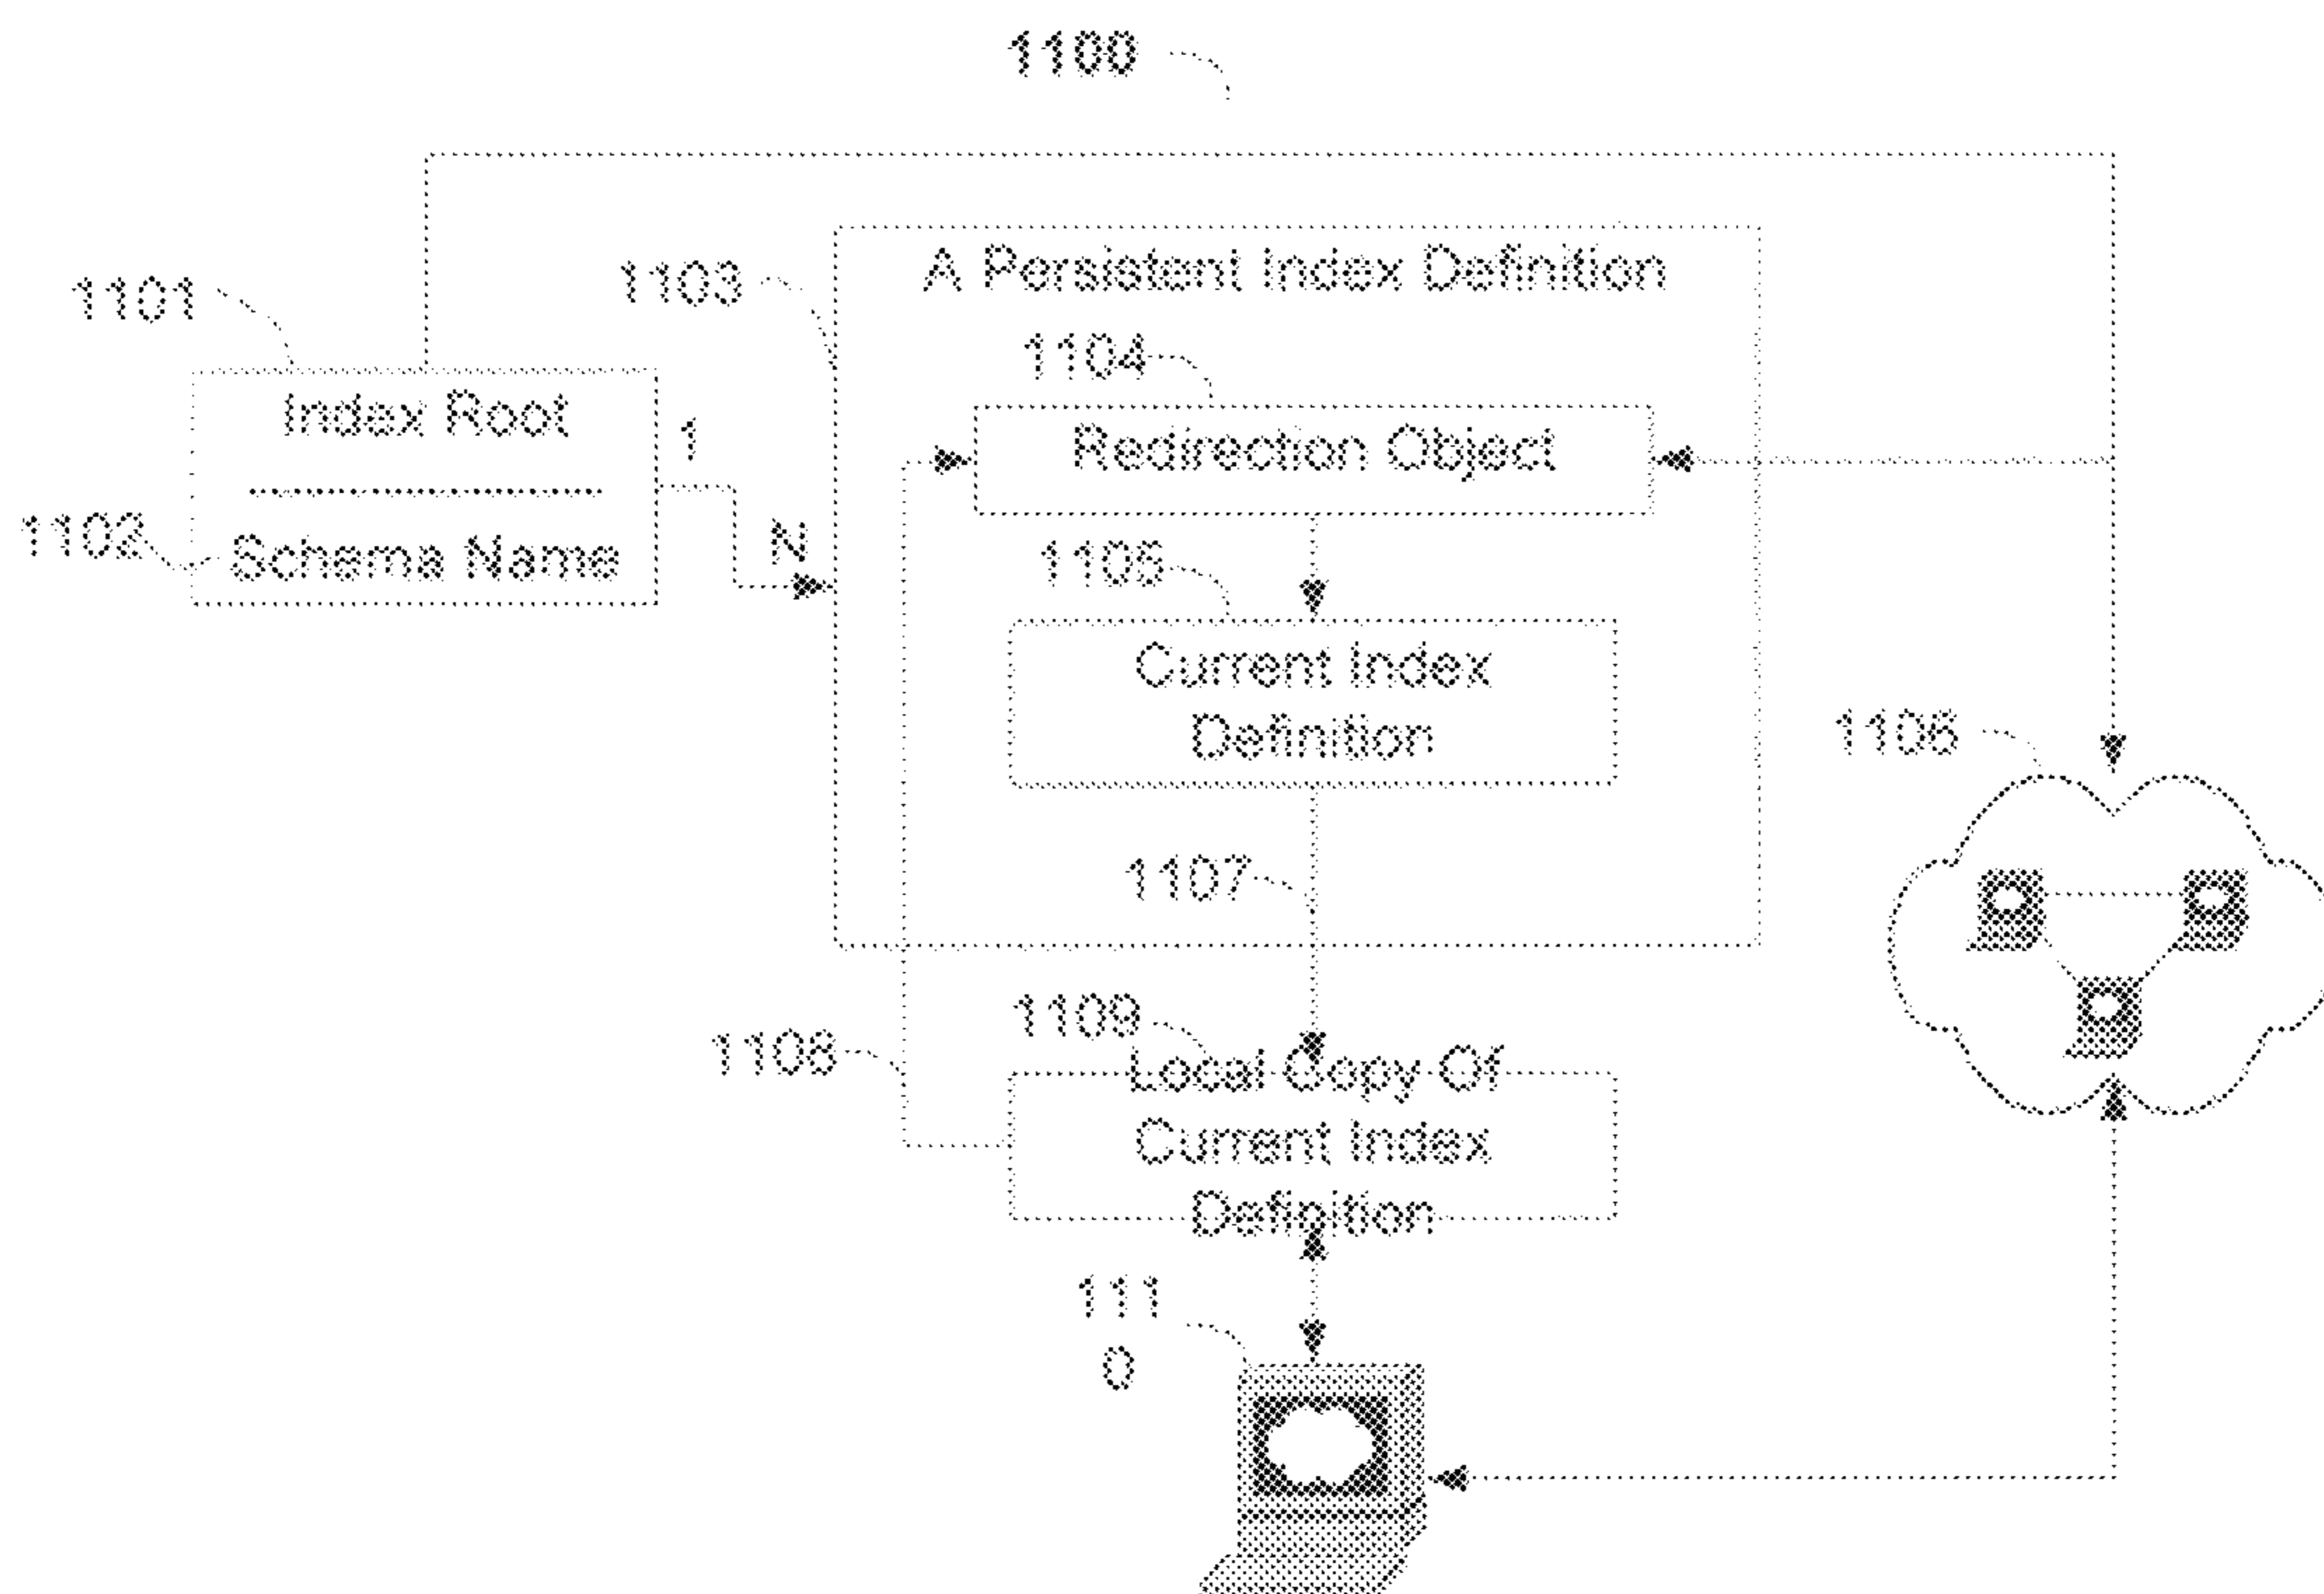 1100
A Persistent Index Definition
1101
1103
1104
Index Root
1
Redirection Object
1102
Schema Name
N
1105
Current Index
Definition
1106
1107
1109
1108
Local Copy Of
Current Index
Definition
111
0